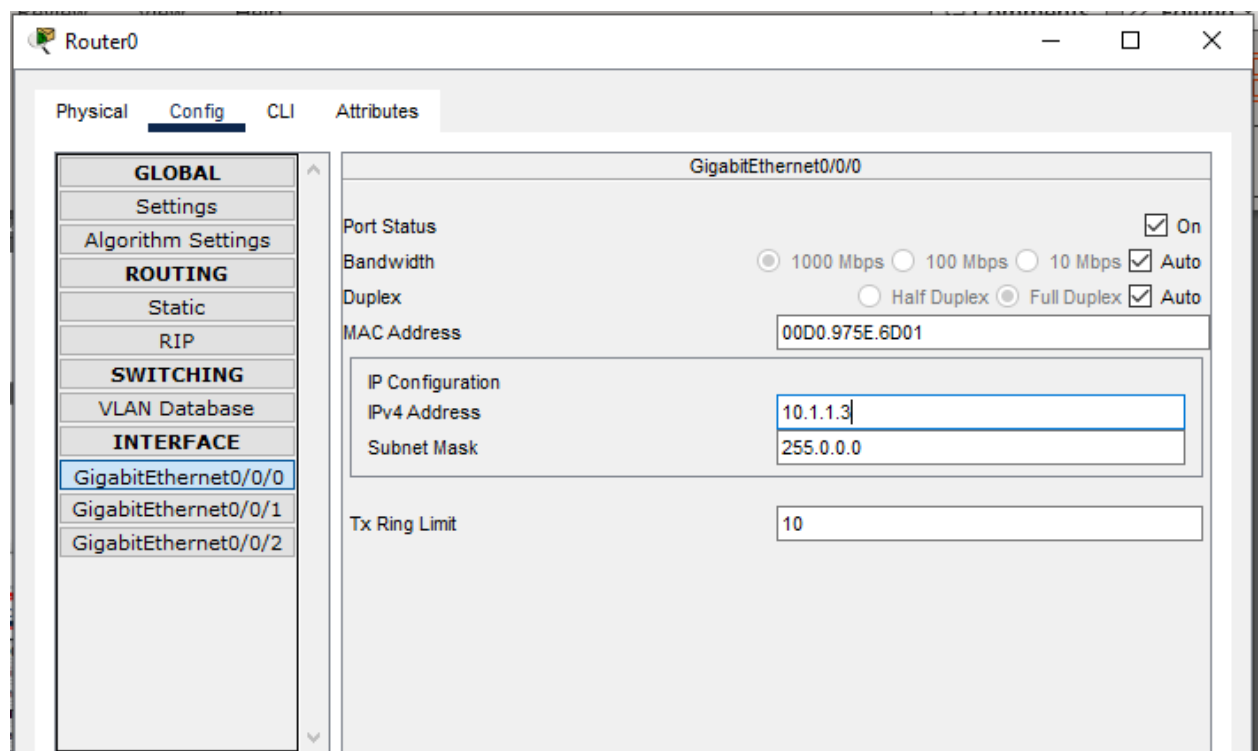 Router0
Physical Config CLI Attributes
GLOBAL
Settings
Algorithm Settings
ROUTING
Static
RIP
SWITCHING
VLAN Database
INTERFACE
GigabitEthernet0/0/0
GigabitEthernet0/0/1
GigabitEthernet0/0/2
GigabitEthernet0/0/0
Port Status On
Bandwidth 1000 Mbps 100 Mbps 10 Mbps Auto
Duplex Half Duplex Full Duplex Auto
MAC Address 00D0.975E.6D01
IP Configuration
IPv4 Address 10.1.1.3
Subnet Mask 255.0.0.0
Tx Ring Limit 10